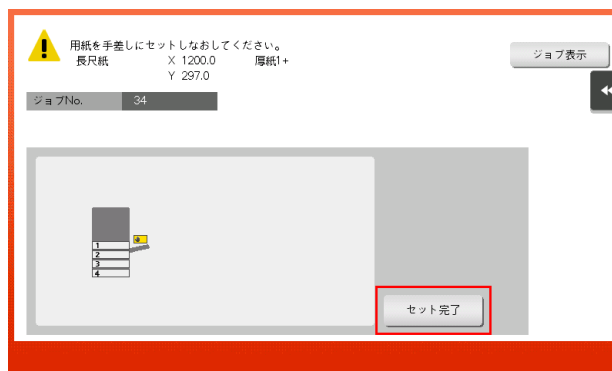 用紙を手差しにセットしなおしてください。
長尺紙 X 1200.0 厚紙1+
Y 297.0
ジョブ表示
ジョブNo. 34
1
2
3
4
セット完了